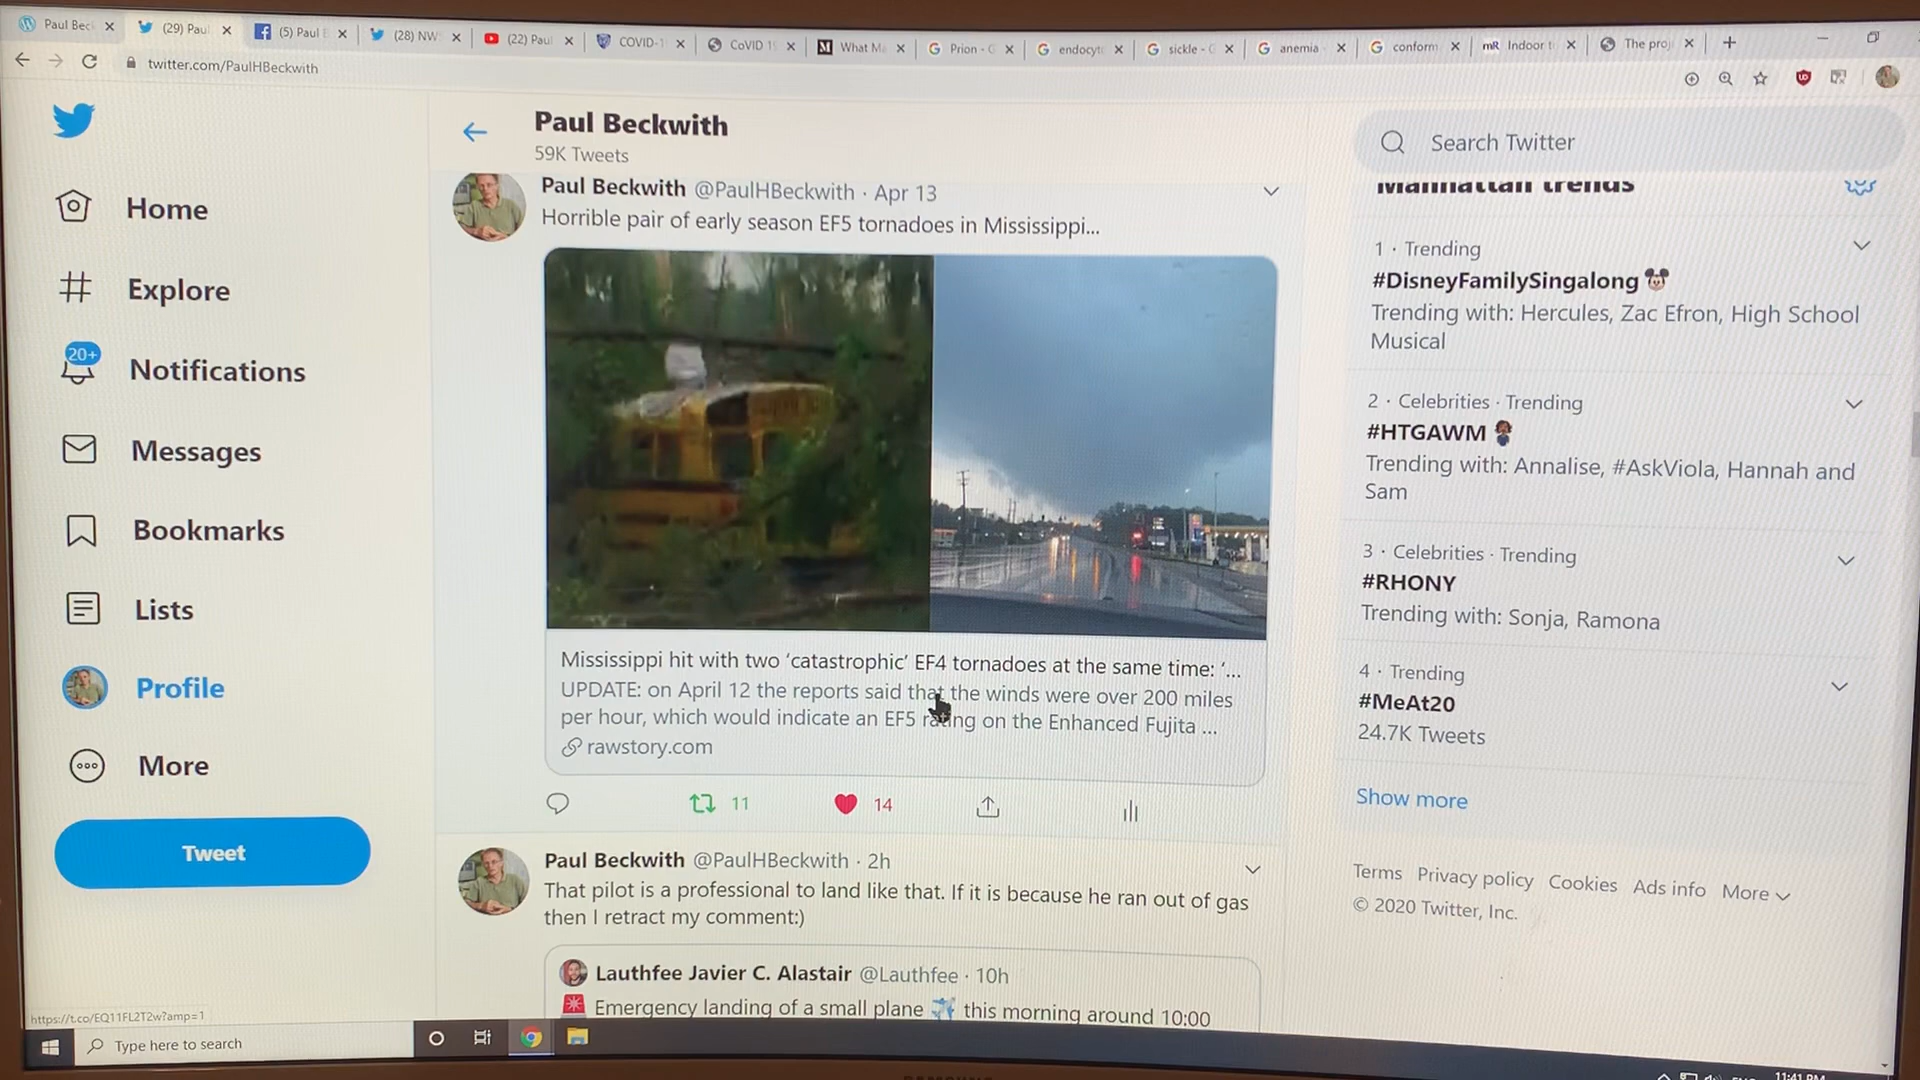 Paul Bec
(29) Paul
(5) Paul B
(28) NW
(22) Paul
COVID-1
CoVID 19
What Me
Prion - G
endocyt
sickle - G
anemia -
conform
mR Indoor t
The proj
twitter.com/PaulHBeckwith
Paul Beckwith
59K Tweets
Search Twitter
Home
Explore
20+
Notifications
Messages
Bookmarks
Lists
Profile
More
Tweet
Paul Beckwith @PaulHBeckwith · Apr 13
Horrible pair of early season EF5 tornadoes in Mississippi...
Mississippi hit with two ‘catastrophic’ EF4 tornadoes at the same time: ‘...
UPDATE: on April 12 the reports said that the winds were over 200 miles
per hour, which would indicate an EF5 rating on the Enhanced Fujita ...
rawstory.com
11
14
Paul Beckwith @PaulHBeckwith · 2h
That pilot is a professional to land like that. If it is because he ran out of gas
then I retract my comment:)
Lauthfee Javier C. Alastair @Lauthfee · 10h
Emergency landing of a small plane this morning around 10:00
Manhattan trends
1 · Trending
#DisneyFamilySingalong
Trending with: Hercules, Zac Efron, High School
Musical
2 · Celebrities · Trending
#HTGAWM
Trending with: Annalise, #AskViola, Hannah and
Sam
3 · Celebrities · Trending
#RHONY
Trending with: Sonja, Ramona
4 · Trending
#MeAt20
24.7K Tweets
Show more
Terms Privacy policy Cookies Ads info More
© 2020 Twitter, Inc.
https://t.co/EQ11FL2T2w?amp=1
Type here to search
11:41 PM